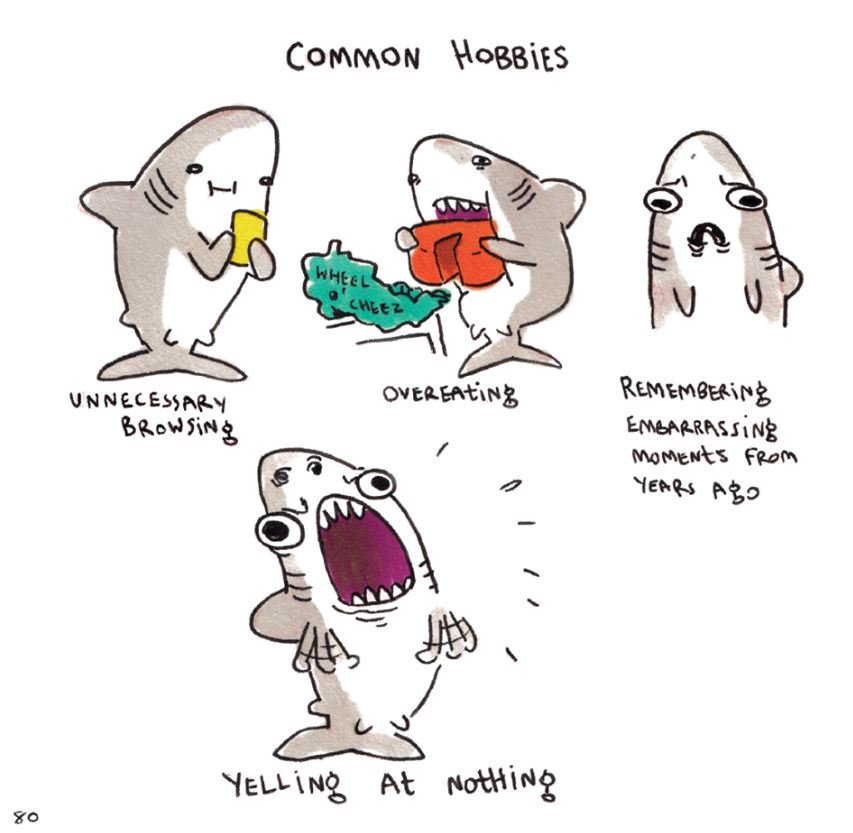 COMMON HOBBIES
UNNECESSARY
BROWSING
WHEEL
O'
CHEEZ
OVEREATING
REMEMBERING
EMBARRASSING
MOMENTS FROM
YEARS AGO
YELLING At NOTHING
80